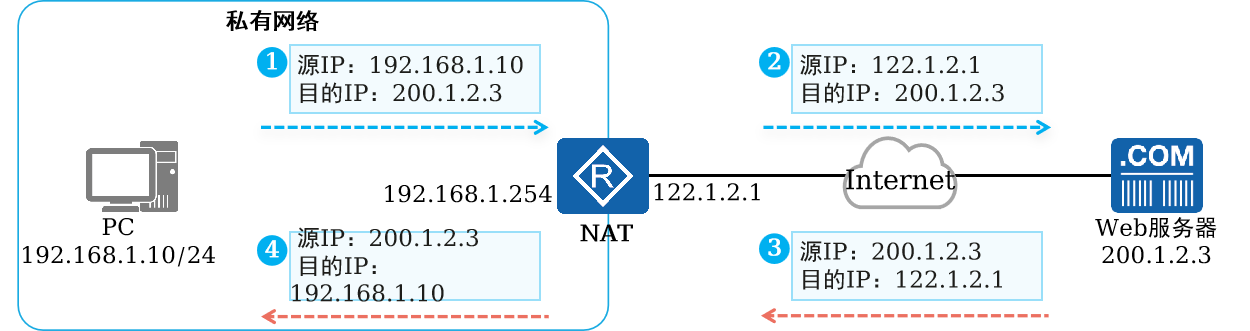 私有网络
1
源IP：192.168.1.10
目的IP：200.1.2.3
2
源IP：122.1.2.1
目的IP：200.1.2.3
.COM
R
Internet
192.168.1.254
122.1.2.1
PC
192.168.1.10/24
NAT
Web服务器
200.1.2.3
4
源IP：200.1.2.3
目的IP：
192.168.1.10
3
源IP：200.1.2.3
目的IP：122.1.2.1